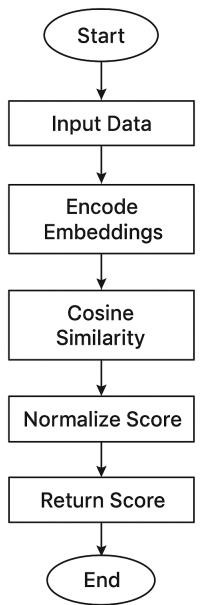 Start
Input Data
Encode
Embeddings
Cosine
Similarity
Normalize Score
Return Score
End